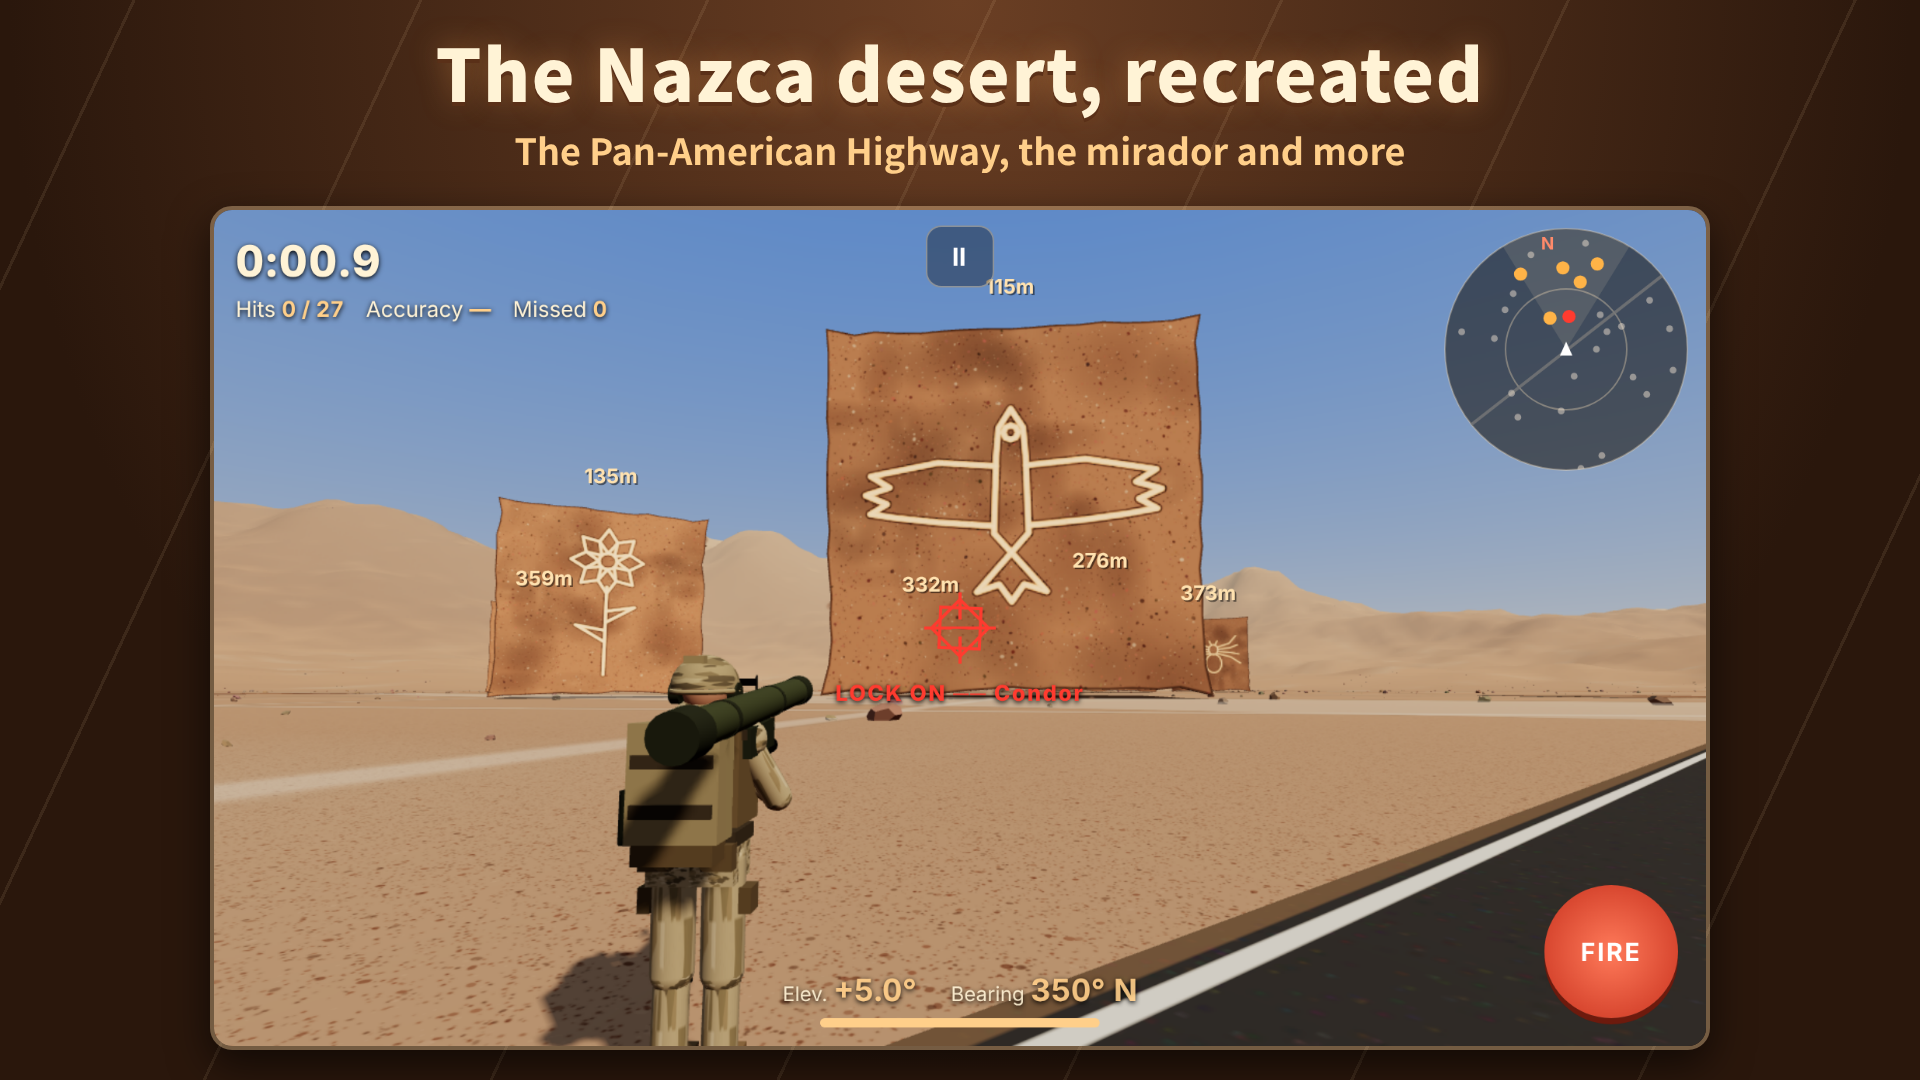 The Nazca desert, recreated
The Pan-American Highway, the mirador and more
0:00.9
Hits 0 / 27 Accuracy — Missed 0
N
115m
135m
359m
276m
332m
373m
LOCK ON — Condor
FIRE
Elev. +5.0° Bearing 350° N